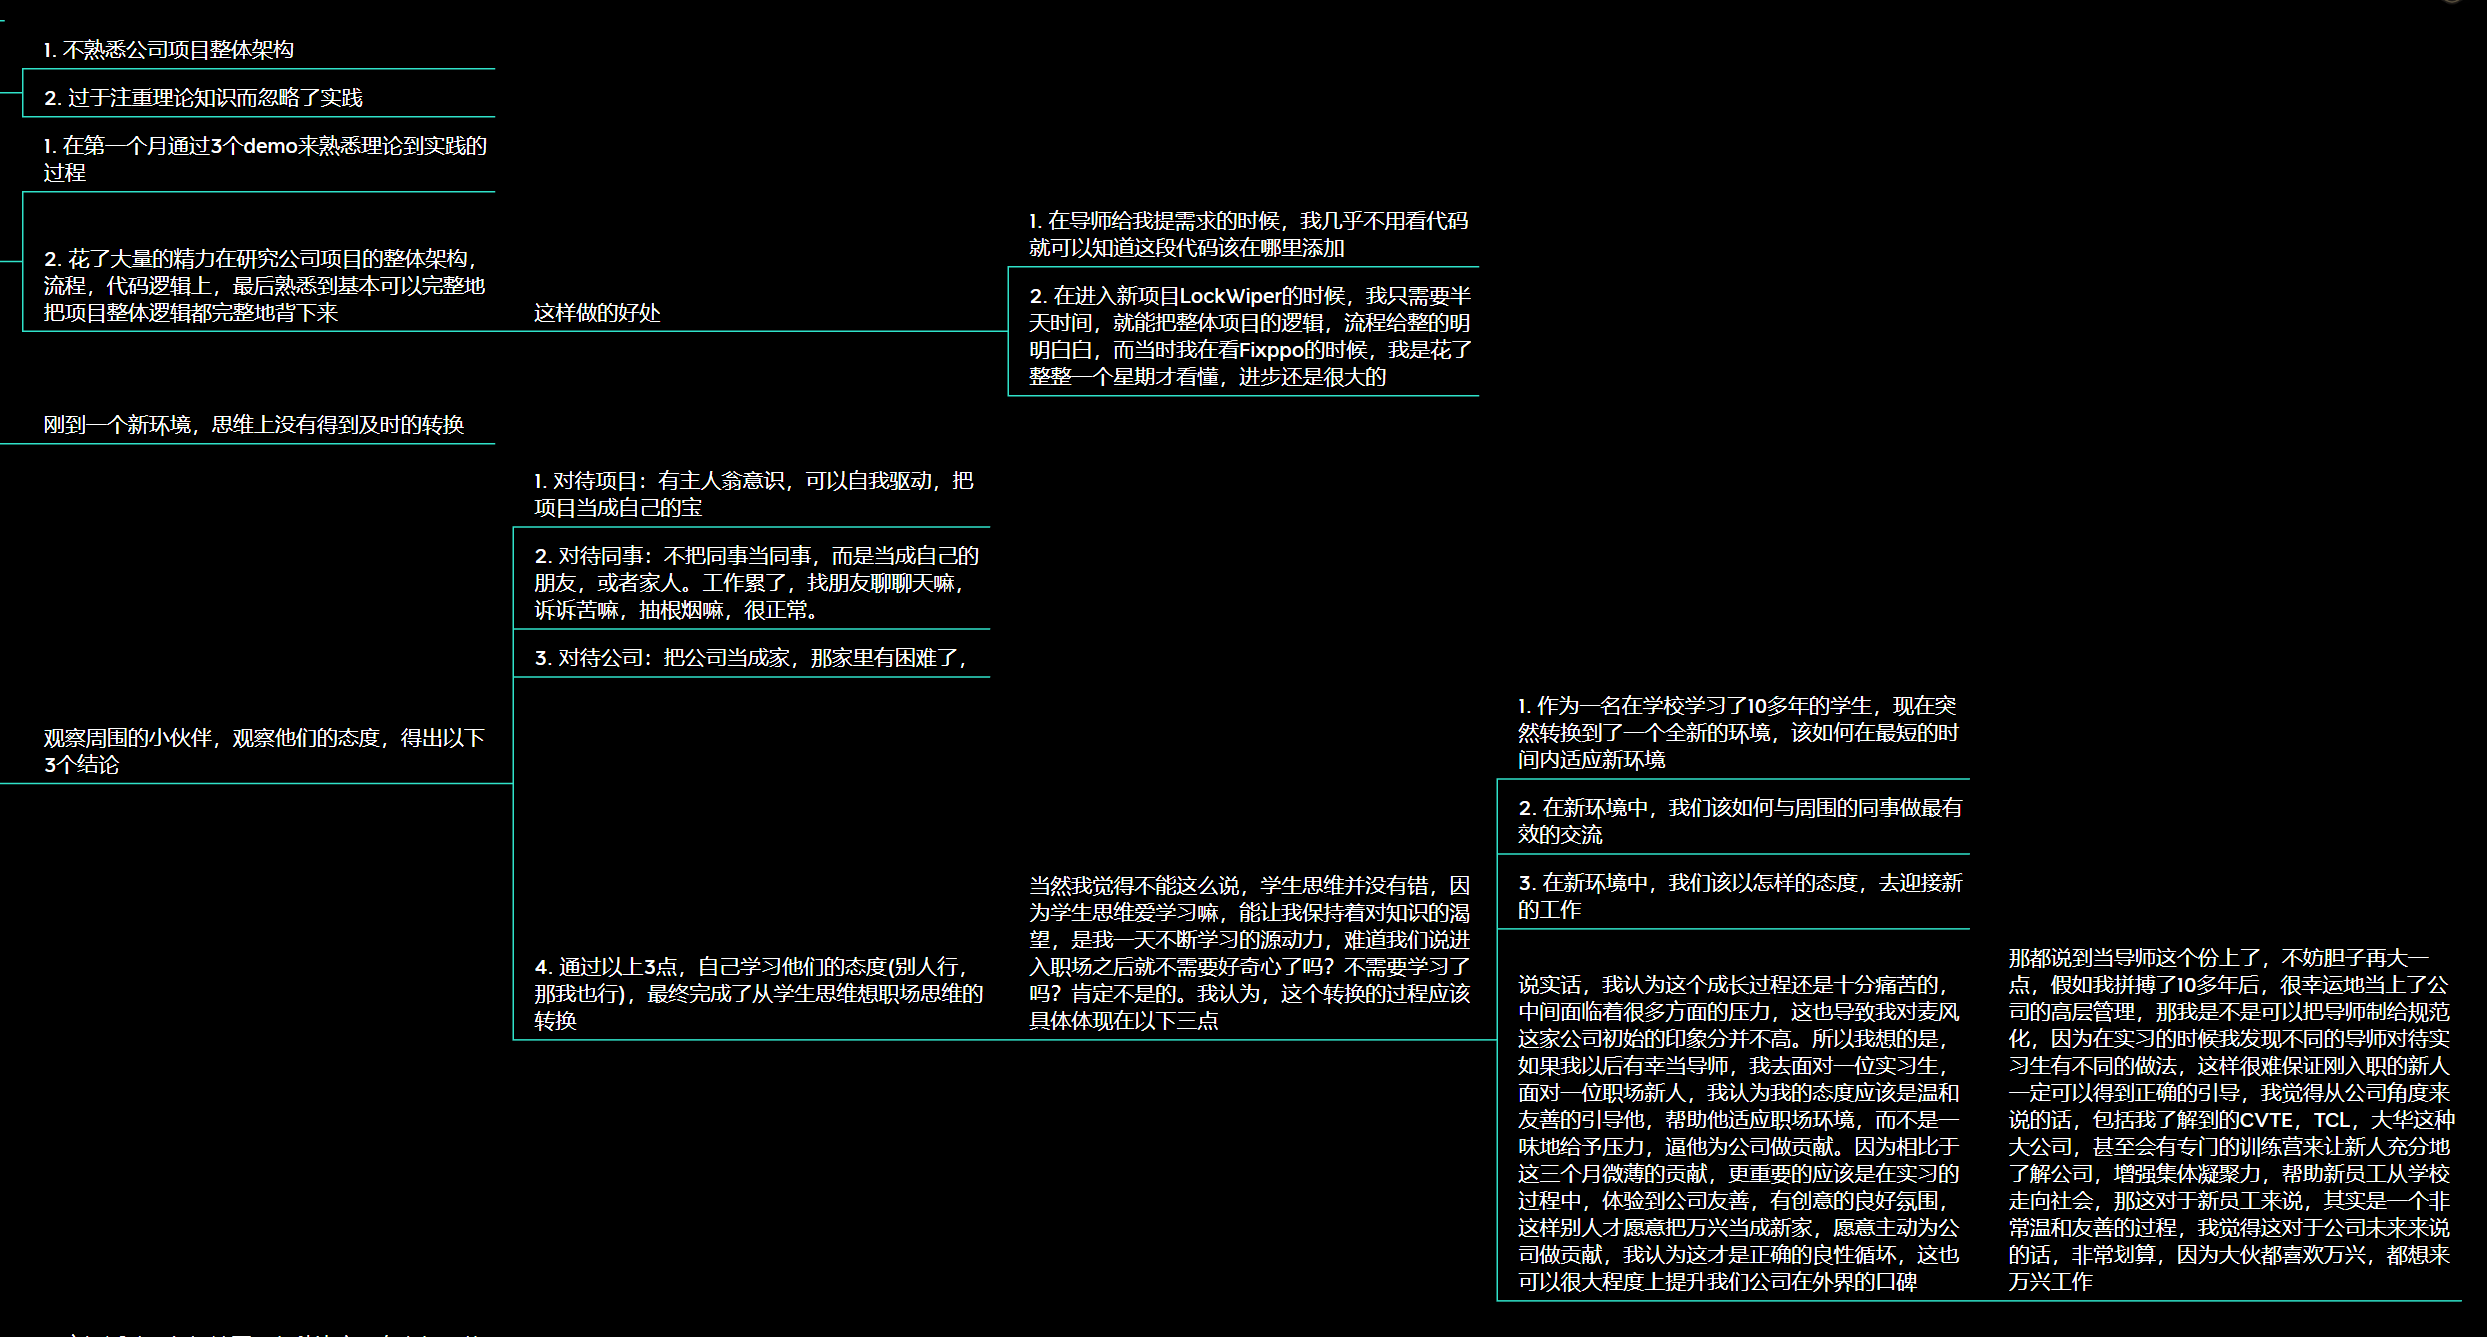 1. 不熟悉公司项目整体架构
2. 过于注重理论知识而忽略了实践
1. 在第一个月通过3个demo来熟悉理论到实践的
过程
2. 花了大量的精力在研究公司项目的整体架构，
流程，代码逻辑上，最后熟悉到基本可以完整地
把项目整体逻辑都完整地背下来
这样做的好处
1. 在导师给我提需求的时候，我几乎不用看代码
就可以知道这段代码该在哪里添加
2. 在进入新项目LockWiper的时候，我只需要半
天时间，就能把整体项目的逻辑，流程给整的明
明白白，而当时我在看Fixppo的时候，我是花了
整整一个星期才看懂，进步还是很大的
刚到一个新环境，思维上没有得到及时的转换
观察周围的小伙伴，观察他们的态度，得出以下
3个结论
1. 对待项目：有主人翁意识，可以自我驱动，把
项目当成自己的宝
2. 对待同事：不把同事当同事，而是当成自己的
朋友，或者家人。工作累了，找朋友聊聊天嘛，
诉诉苦嘛，抽根烟嘛，很正常。
3. 对待公司：把公司当成家，那家里有困难了，
4. 通过以上3点，自己学习他们的态度(别人行，
那我也行)，最终完成了从学生思维想职场思维的
转换
当然我觉得不能这么说，学生思维并没有错，因
为学生思维爱学习嘛，能让我保持着对知识的渴
望，是我一天不断学习的源动力，难道我们说进
入职场之后就不需要好奇心了吗？不需要学习了
吗？肯定不是的。我认为，这个转换的过程应该
具体体现在以下三点
1. 作为一名在学校学习了10多年的学生，现在突
然转换到了一个全新的环境，该如何在最短的时
间内适应新环境
2. 在新环境中，我们该如何与周围的同事做最有
效的交流
3. 在新环境中，我们该以怎样的态度，去迎接新
的工作
说实话，我认为这个成长过程还是十分痛苦的，
中间面临着很多方面的压力，这也导致我对麦风
这家公司初始的印象分并不高。所以我想的是，
如果我以后有幸当导师，我去面对一位实习生，
面对一位职场新人，我认为我的态度应该是温和
友善的引导他，帮助他适应职场环境，而不是一
味地给予压力，逼他为公司做贡献。因为相比于
这三个月微薄的贡献，更重要的应该是在实习的
过程中，体验到公司友善，有创意的良好氛围，
这样别人才愿意把万兴当成新家，愿意主动为公
司做贡献，我认为这才是正确的良性循环，这也
可以很大程度上提升我们公司在外界的口碑
那都说到当导师这个份上了，不妨胆子再大一
点，假如我拼搏了10多年后，很幸运地当上了公
司的高层管理，那我是不是可以把导师制给规范
化，因为在实习的时候我发现不同的导师对待实
习生有不同的做法，这样很难保证刚入职的新人
一定可以得到正确的引导，我觉得从公司角度来
说的话，包括我了解到的CVTE，TCL，大华这种
大公司，甚至会有专门的训练营来让新人充分地
了解公司，增强集体凝聚力，帮助新员工从学校
走向社会，那这对于新员工来说，其实是一个非
常温和友善的过程，我觉得这对于公司未来来说
的话，非常划算，因为大伙都喜欢万兴，都想来
万兴工作